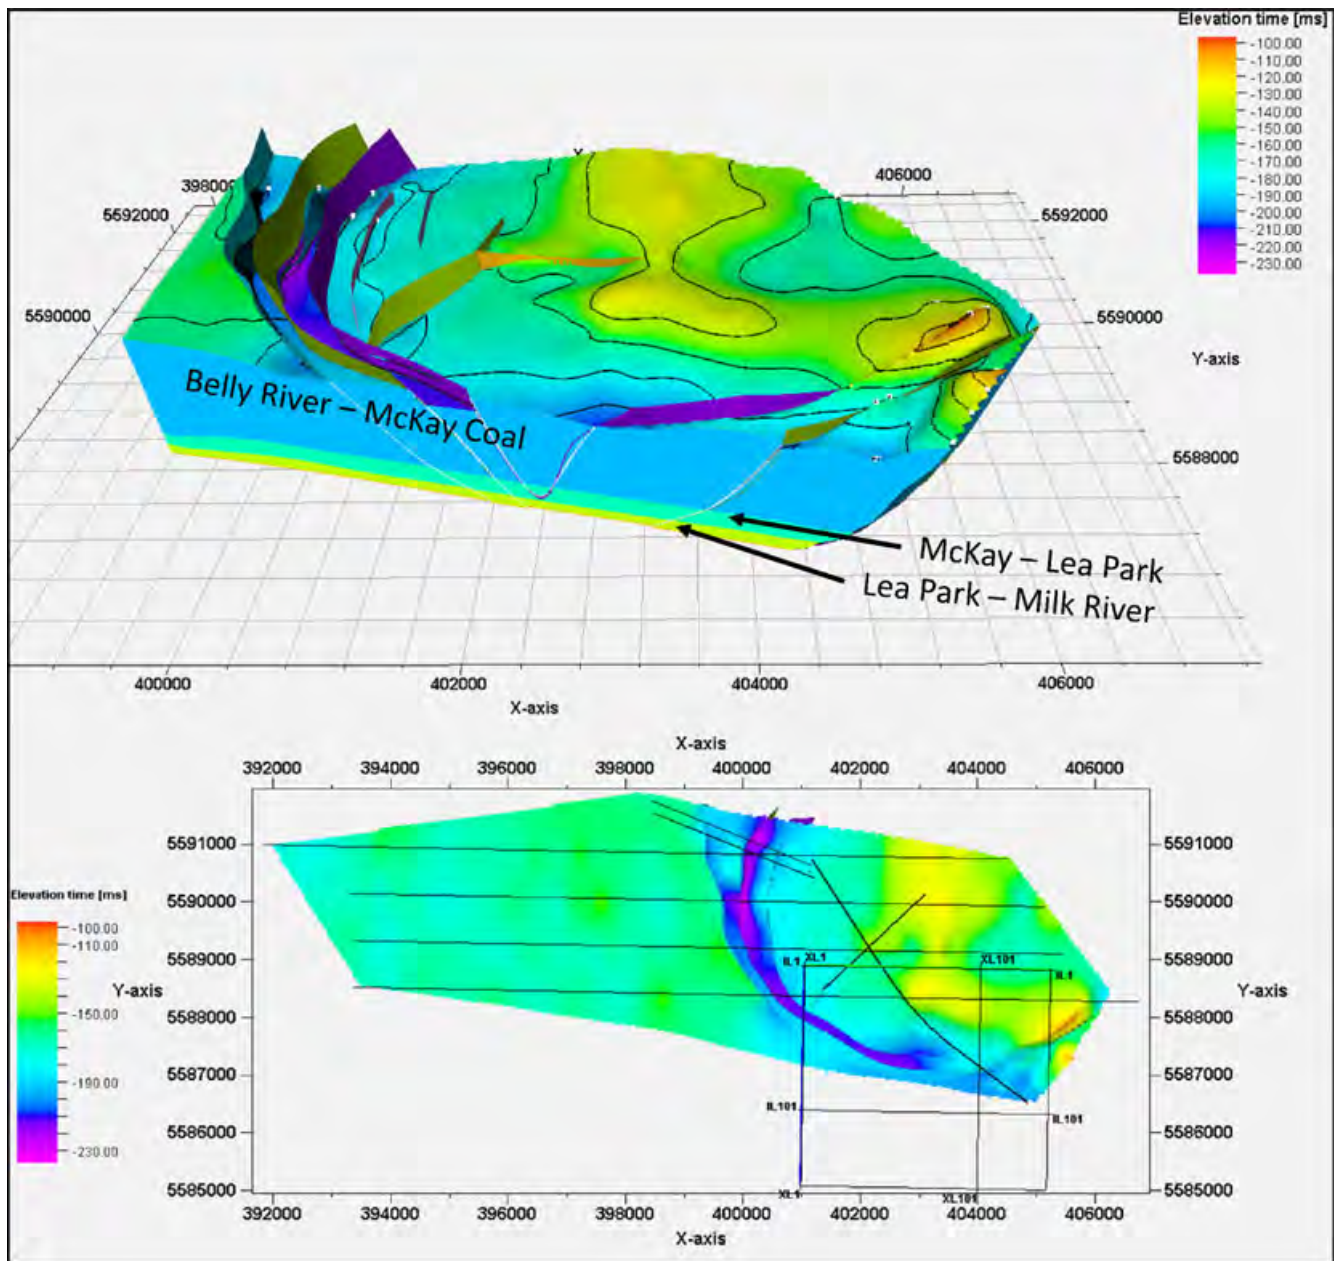 Elevation time [ms]
-100.00
-110.00
-120.00
-130.00
-140.00
-150.00
-160.00
-170.00
-180.00
-190.00
-200.00
-210.00
-220.00
-230.00
406000
398000
5592000
5592000
5590000
5590000
Y-axis
Belly River – McKay Coal
5588000
McKay – Lea Park
Lea Park – Milk River
400000 402000 404000 406000
X-axis
X-axis
392000 394000 396000 398000 400000 402000 404000 406000
5591000 5591000
Elevation time [ms]
5590000 5590000
-100.00
-110.00
5589000 IL1 XL1 XL101 IL1 5589000
Y-axis Y-axis
-150.00
5588000 5588000
-190.00
5587000 5587000
IL101 IL101
5586000 5586000
-230.00
5585000 XL1 XL101 5585000
392000 394000 396000 398000 400000 402000 404000 406000
X-axis